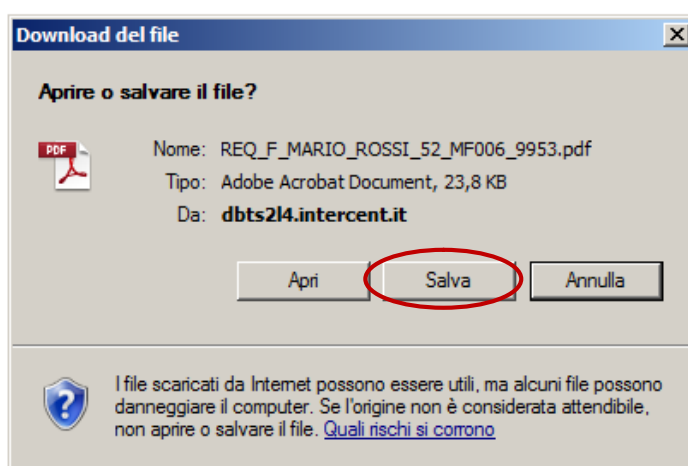 Download del file
Aprire o salvare il file?
PDF
Nome: REQ_F_MARIO_ROSSI_52_MF006_9953.pdf
Tipo: Adobe Acrobat Document, 23,8 KB
Da: dbts2l4.intercent.it
Apri Salva Annulla
I file scaricati da Internet possono essere utili, ma alcuni file possono
danneggiare il computer. Se l'origine non è considerata attendibile,
non aprire o salvare il file. Quali rischi si corrono